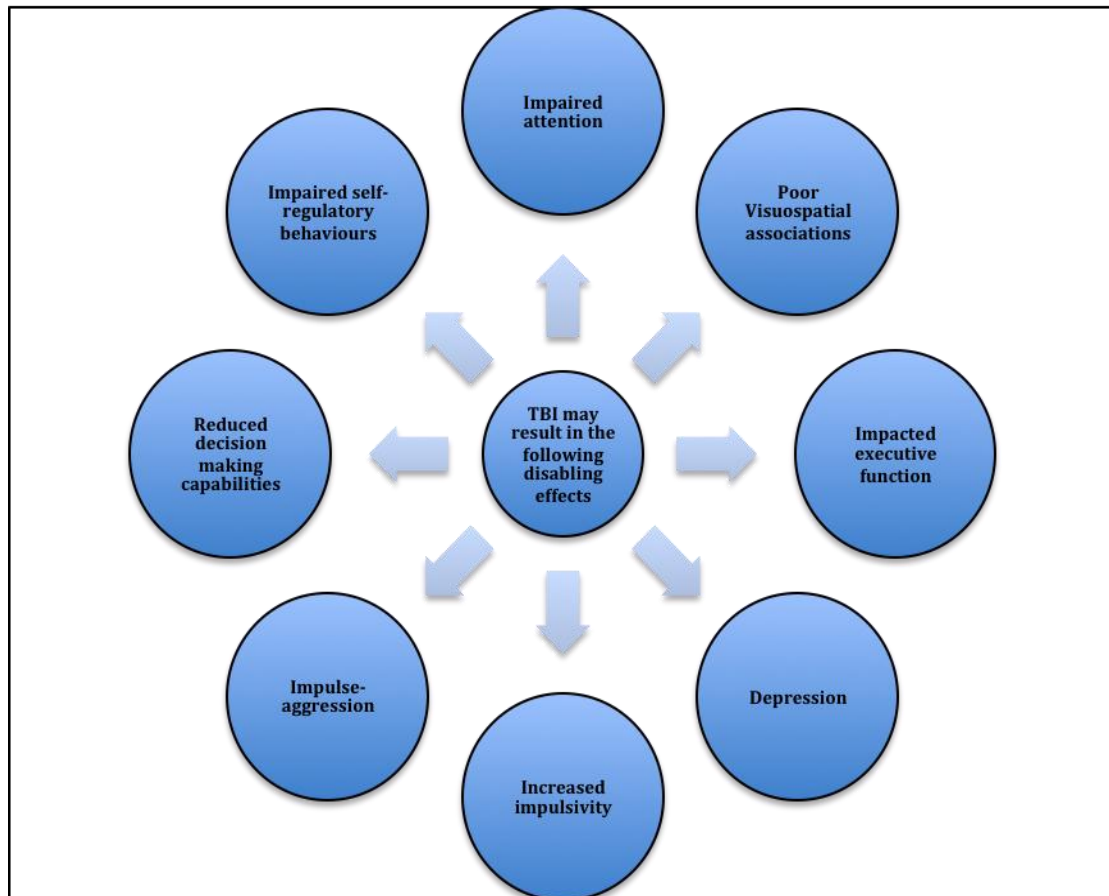 Impaired
attention
Poor
Visuospatial
associations
Impacted
executive
function
Depression
Increased
impulsivity
Impulse-
aggression
Reduced
decision
making
capabilities
Impaired self-
regulatory
behaviours
TBI may
result in the
following
disabling
effects